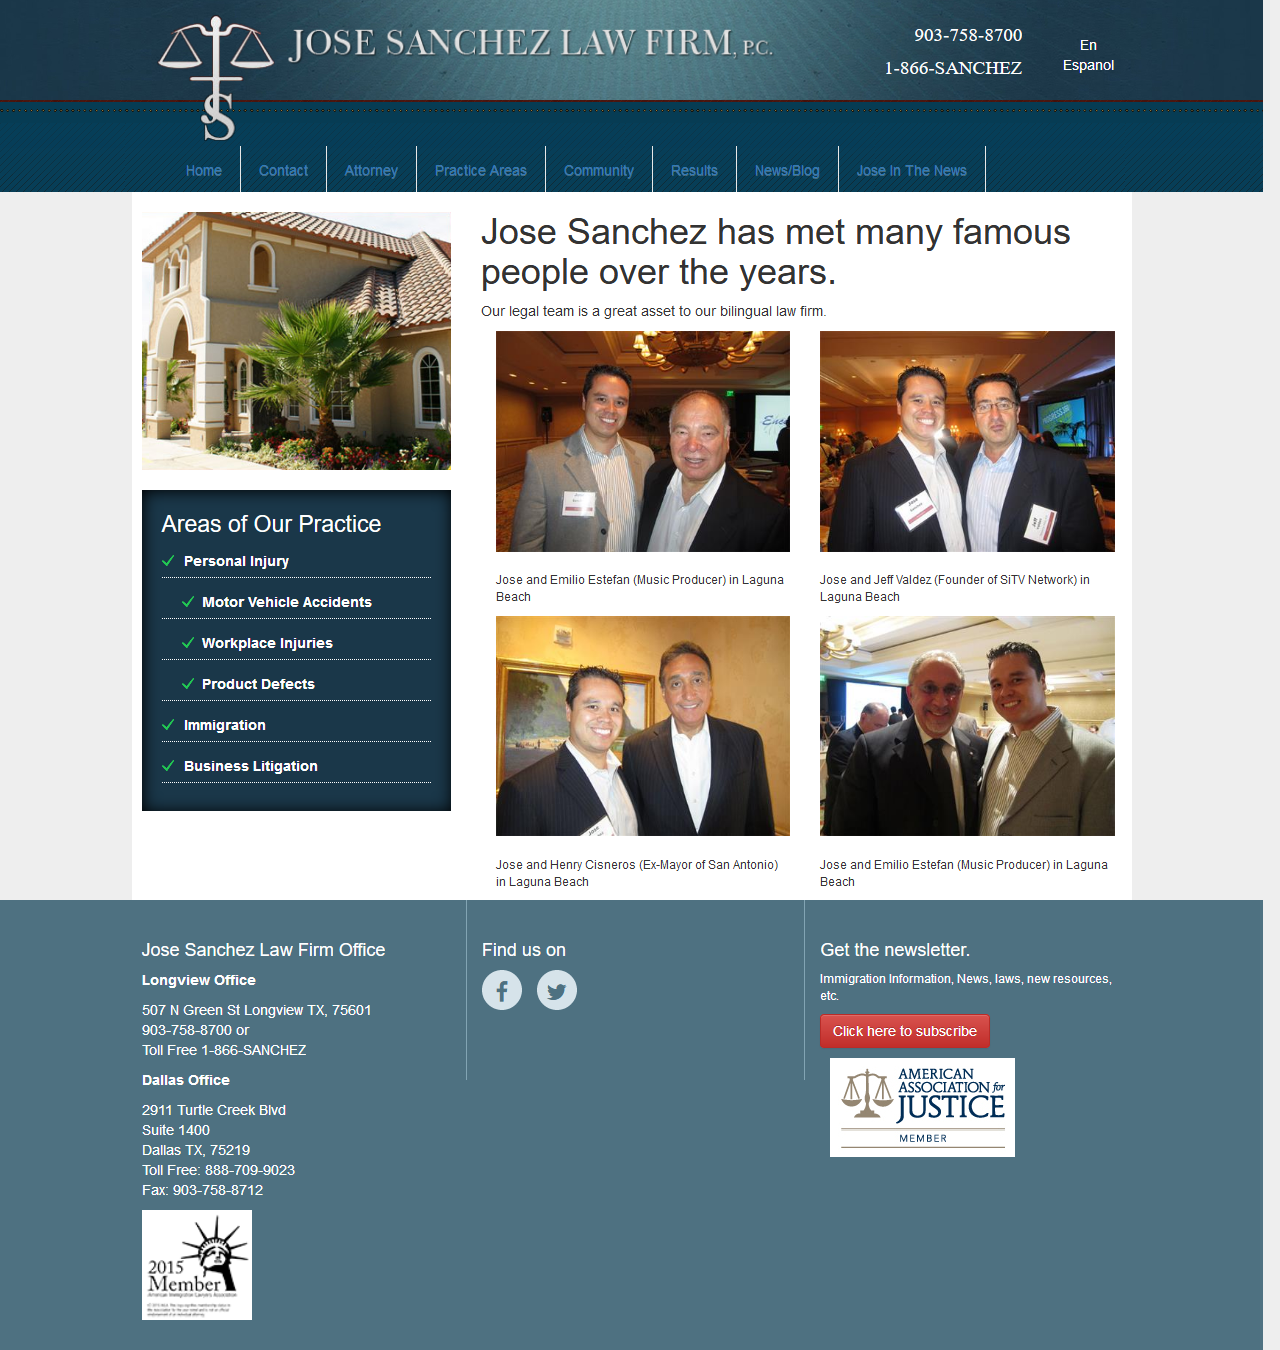 JOSE SANCHEZ LAW FIRM, P.C.
903-758-8700
1-866-SANCHEZ
En
Espanol
Home
Contact
Attorney
Practice Areas
Community
Results
News/Blog
Jose In The News
Jose Sanchez has met many famous
people over the years.
Our legal team is a great asset to our bilingual law firm.
Jose and Emilio Estefan (Music Producer) in Laguna
Beach
Jose and Jeff Valdez (Founder of SiTV Network) in
Laguna Beach
Jose and Henry Cisneros (Ex-Mayor of San Antonio)
in Laguna Beach
Jose and Emilio Estefan (Music Producer) in Laguna
Beach
Areas of Our Practice
Personal Injury
Motor Vehicle Accidents
Workplace Injuries
Product Defects
Immigration
Business Litigation
Jose Sanchez Law Firm Office
Longview Office
507 N Green St Longview TX, 75601
903-758-8700 or
Toll Free 1-866-SANCHEZ
Dallas Office
2911 Turtle Creek Blvd
Suite 1400
Dallas TX, 75219
Toll Free: 888-709-9023
Fax: 903-758-8712
2015
Member
American Immigration Lawyers Association
Find us on
Get the newsletter.
Immigration Information, News, laws, new resources,
etc.
Click here to subscribe
AMERICAN
ASSOCIATION for
JUSTICE
MEMBER